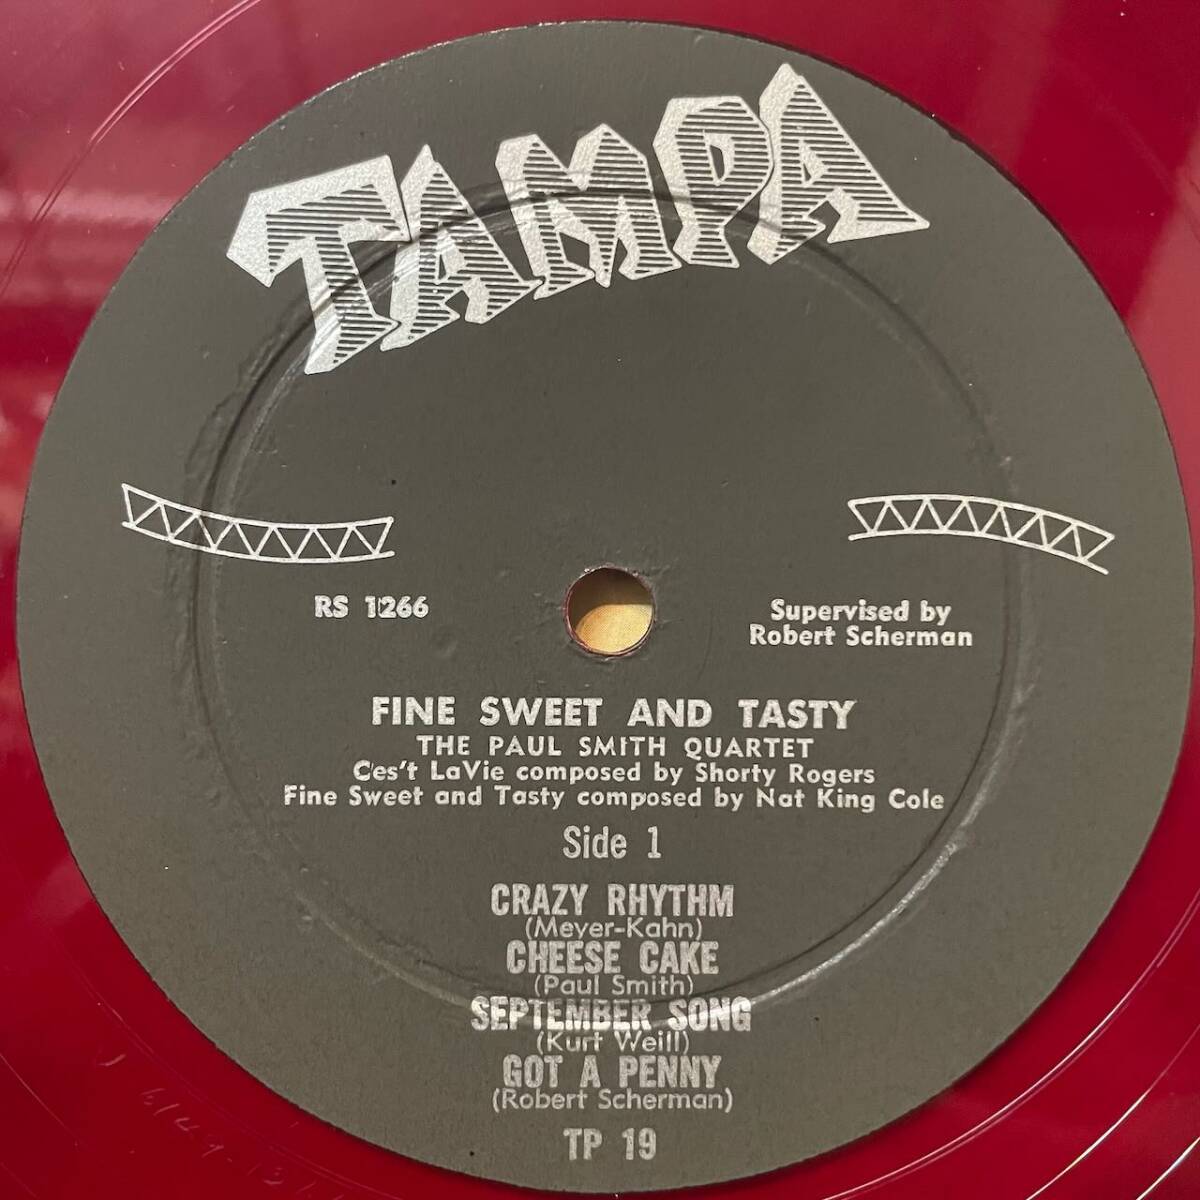 TAMPA
RS 1266
Supervised by
Robert Scherman
FINE SWEET AND TASTY
THE PAUL SMITH QUARTET
Ces't LaVie composed by Shorty Rogers
Fine Sweet and Tasty composed by Nat King Cole
Side 1
CRAZY RHYTHM
(Meyer-Kahn)
CHEESE CAKE
(Paul Smith)
SEPTEMBER SONG
(Kurt Weill)
GOT A PENNY
(Robert Scherman)
TP 19